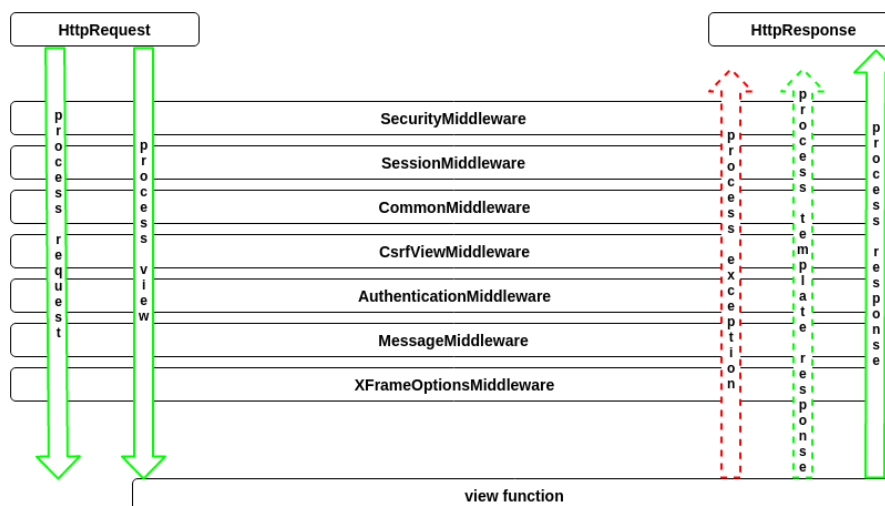 HttpRequest
HttpResponse
SecurityMiddleware
SessionMiddleware
CommonMiddleware
CsrfViewMiddleware
AuthenticationMiddleware
MessageMiddleware
XFrameOptionsMiddleware
process request
process view
process exception
process template response
process response
view function